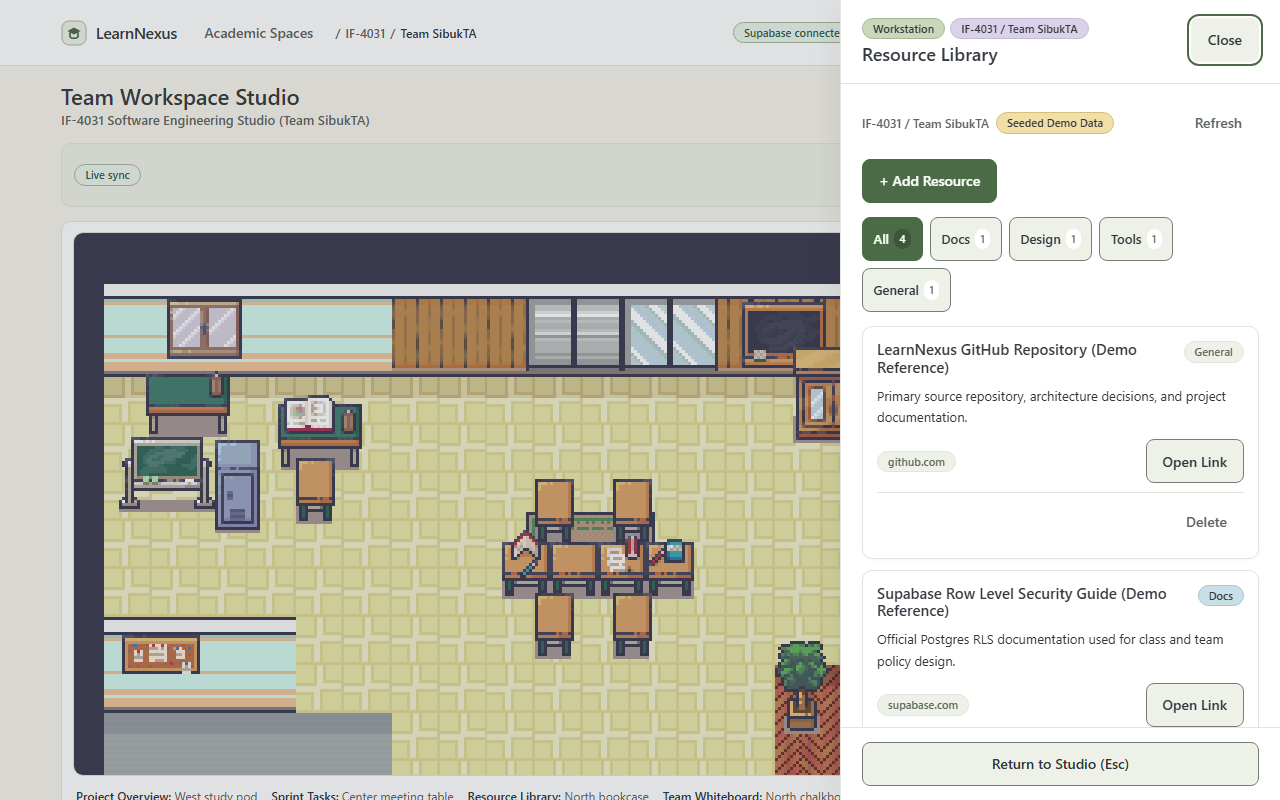 LearnNexus
Academic Spaces
/ IF-4031 / Team SibukTA
Supabase connecte
Team Workspace Studio
IF-4031 Software Engineering Studio (Team SibukTA)
Live sync
Project Overview: West study pod
Sprint Tasks: Center meeting table
Resource Library: North bookcase
Team Whiteboard: North chalkbo
Workstation
IF-4031 / Team SibukTA
Resource Library
Close
IF-4031 / Team SibukTA
Seeded Demo Data
Refresh
+ Add Resource
All 4
Docs 1
Design 1
Tools 1
General 1
LearnNexus GitHub Repository (Demo
Reference)
General
Primary source repository, architecture decisions, and project
documentation.
github.com
Open Link
Delete
Supabase Row Level Security Guide (Demo
Reference)
Docs
Official Postgres RLS documentation used for class and team
policy design.
supabase.com
Open Link
Return to Studio (Esc)